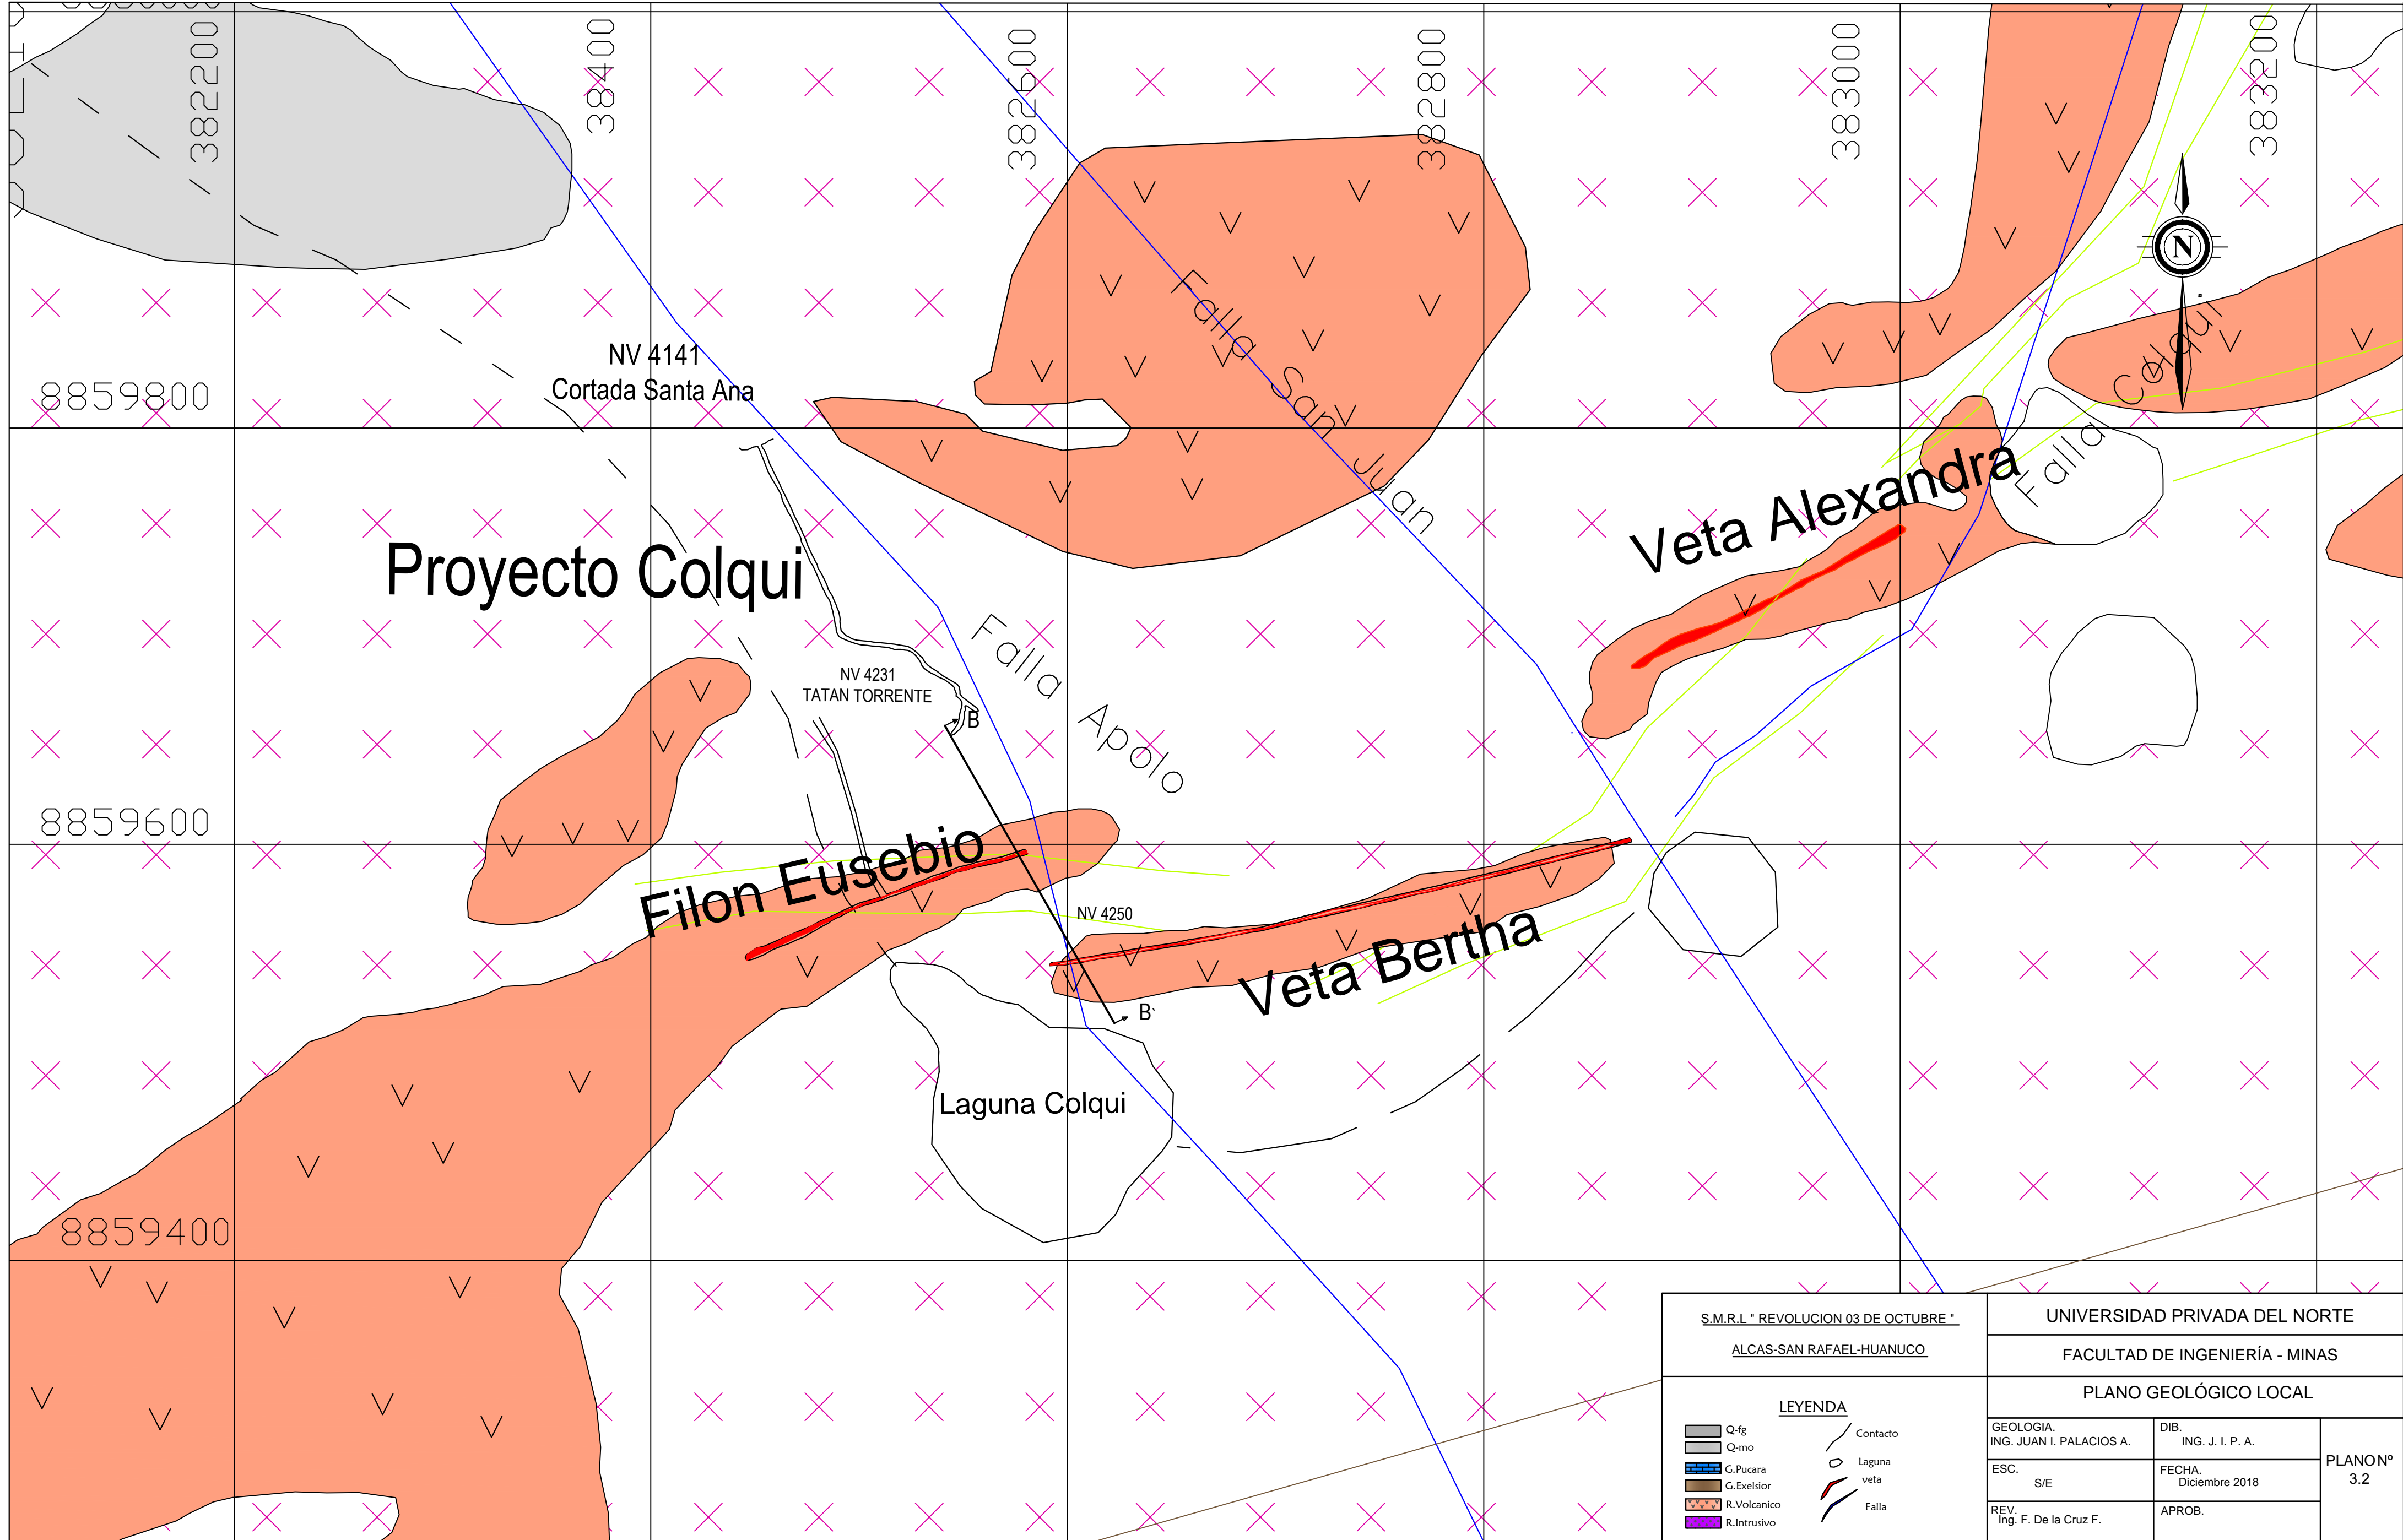 382200
382400
382600
382800
383000
383200
N
8859800
8859600
8859400
NV 4141
Cortada Santa Ana
Falla San Juan
Falla Colqui
Veta Alexandra
Proyecto Colqui
Falla Apolo
NV 4231
TATAN TORRENTE
B
Filon Eusebio
NV 4250
Veta Bertha
B`
Laguna Colqui
S.M.R.L " REVOLUCION 03 DE OCTUBRE "
ALCAS-SAN RAFAEL-HUANUCO
LEYENDA
Q-fg
Q-mo
G.Pucara
G.Exelsior
R.Volcanico
R.Intrusivo
Contacto
Laguna
veta
Falla
UNIVERSIDAD PRIVADA DEL NORTE
FACULTAD DE INGENIERÍA - MINAS
PLANO GEOLÓGICO LOCAL
GEOLOGIA.
ING. JUAN I. PALACIOS A.
DIB.
ING. J. I. P. A.
ESC.
S/E
FECHA.
Diciembre 2018
REV.
Ing. F. De la Cruz F.
APROB.
PLANO Nº
3.2